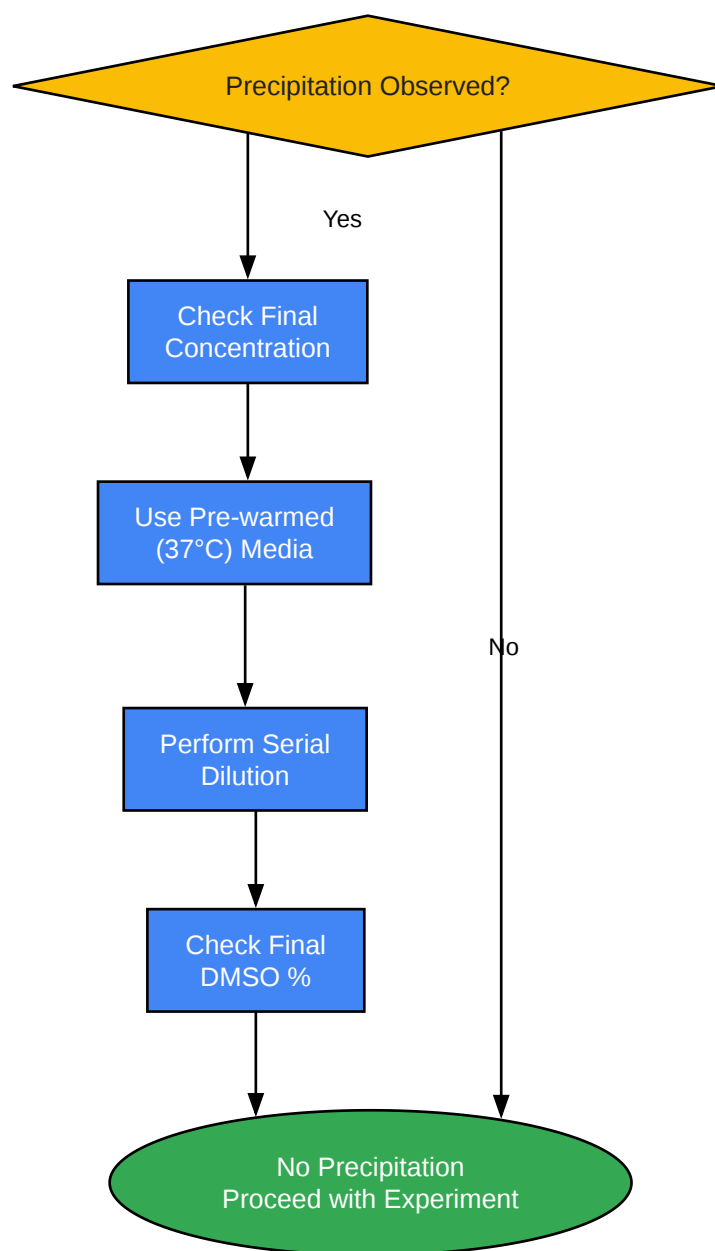 Precipitation Observed?
Yes
Check Final
Concentration
Use Pre-warmed
(37°C) Media
No
Perform Serial
Dilution
Check Final
DMSO %
No Precipitation
Proceed with Experiment